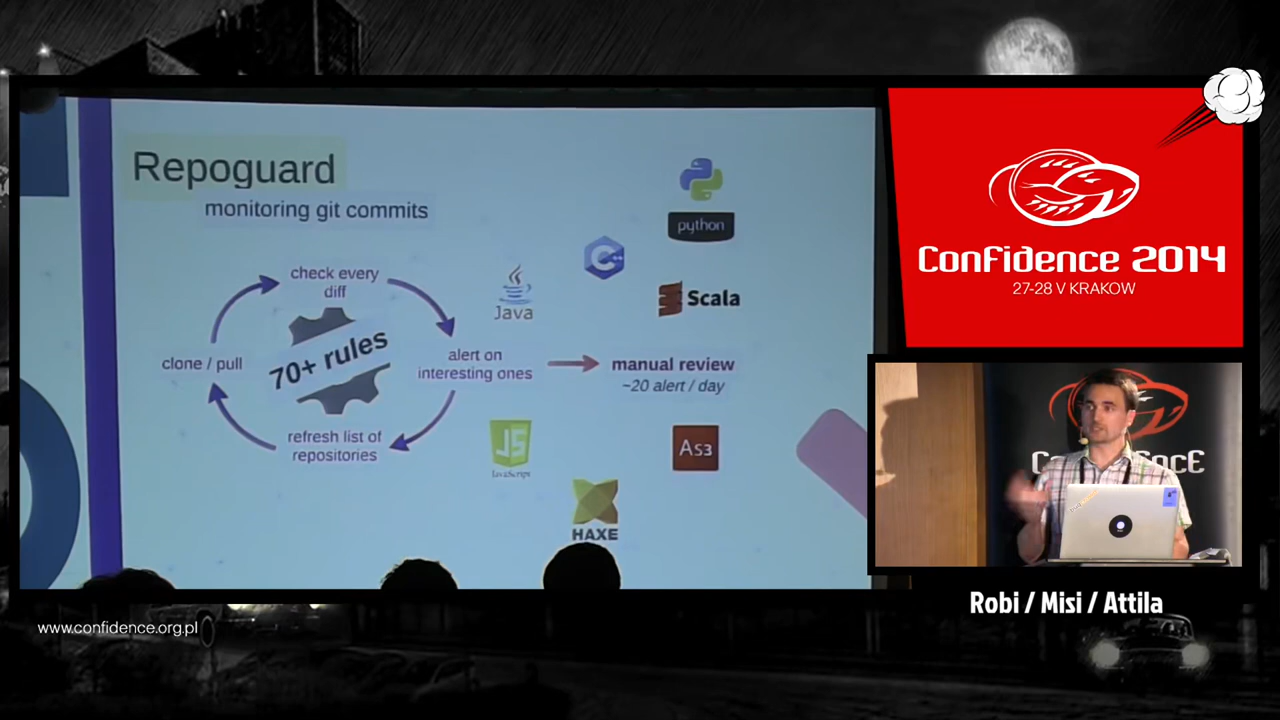 Repoguard
monitoring git commits
check every
diff
clone / pull
70+ rules
alert on
interesting ones
refresh list of
repositories
manual review
~20 alert / day
python
C++
Java
Scala
JS
JavaScript
As3
HAXE
Confidence 2014
27-28 V KRAKOW
Robi / Misi / Attila
www.confidence.org.pl